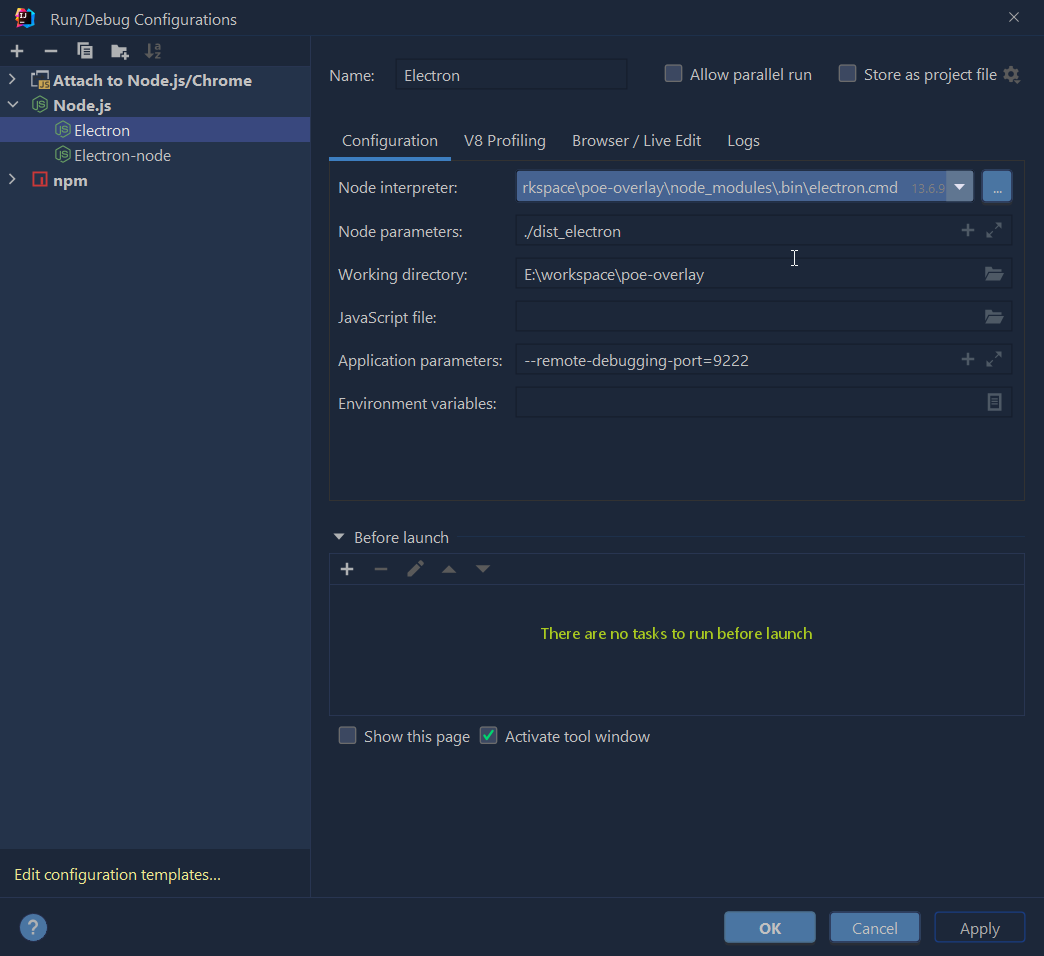 Run/Debug Configurations
Attach to Node.js/Chrome
Node.js
Electron
Electron-node
npm
Edit configuration templates...
Name: Electron
Allow parallel run
Store as project file
Configuration V8 Profiling Browser / Live Edit Logs
Node interpreter: rkspace\poe-overlay\node_modules\.bin\electron.cmd 13.6.9 ...
Node parameters: ./dist_electron
Working directory: E:\workspace\poe-overlay
JavaScript file:
Application parameters: --remote-debugging-port=9222
Environment variables:
Before launch
There are no tasks to run before launch
Show this page Activate tool window
? OK Cancel Apply